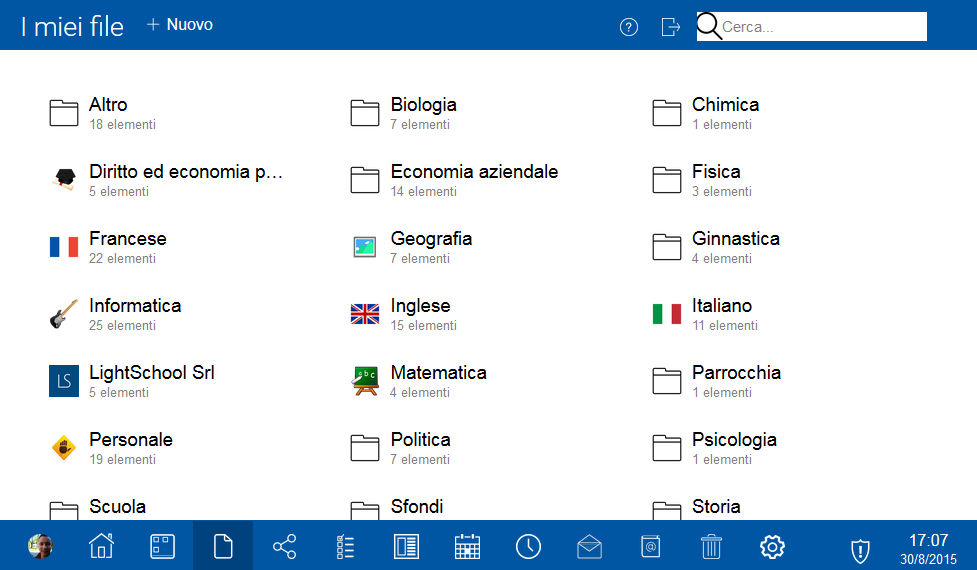 I miei file
Nuovo
Cerca...
Altro
18 elementi
Biologia
7 elementi
Chimica
1 elementi
Diritto ed economia p…
5 elementi
Economia aziendale
14 elementi
Fisica
3 elementi
Francese
22 elementi
Geografia
7 elementi
Ginnastica
4 elementi
Informatica
25 elementi
Inglese
15 elementi
Italiano
11 elementi
LS
LightSchool Srl
5 elementi
abc
Matematica
4 elementi
Parrocchia
1 elementi
Personale
19 elementi
Politica
7 elementi
Psicologia
1 elementi
Scuola
Sfondi
Storia
17:07
30/8/2015